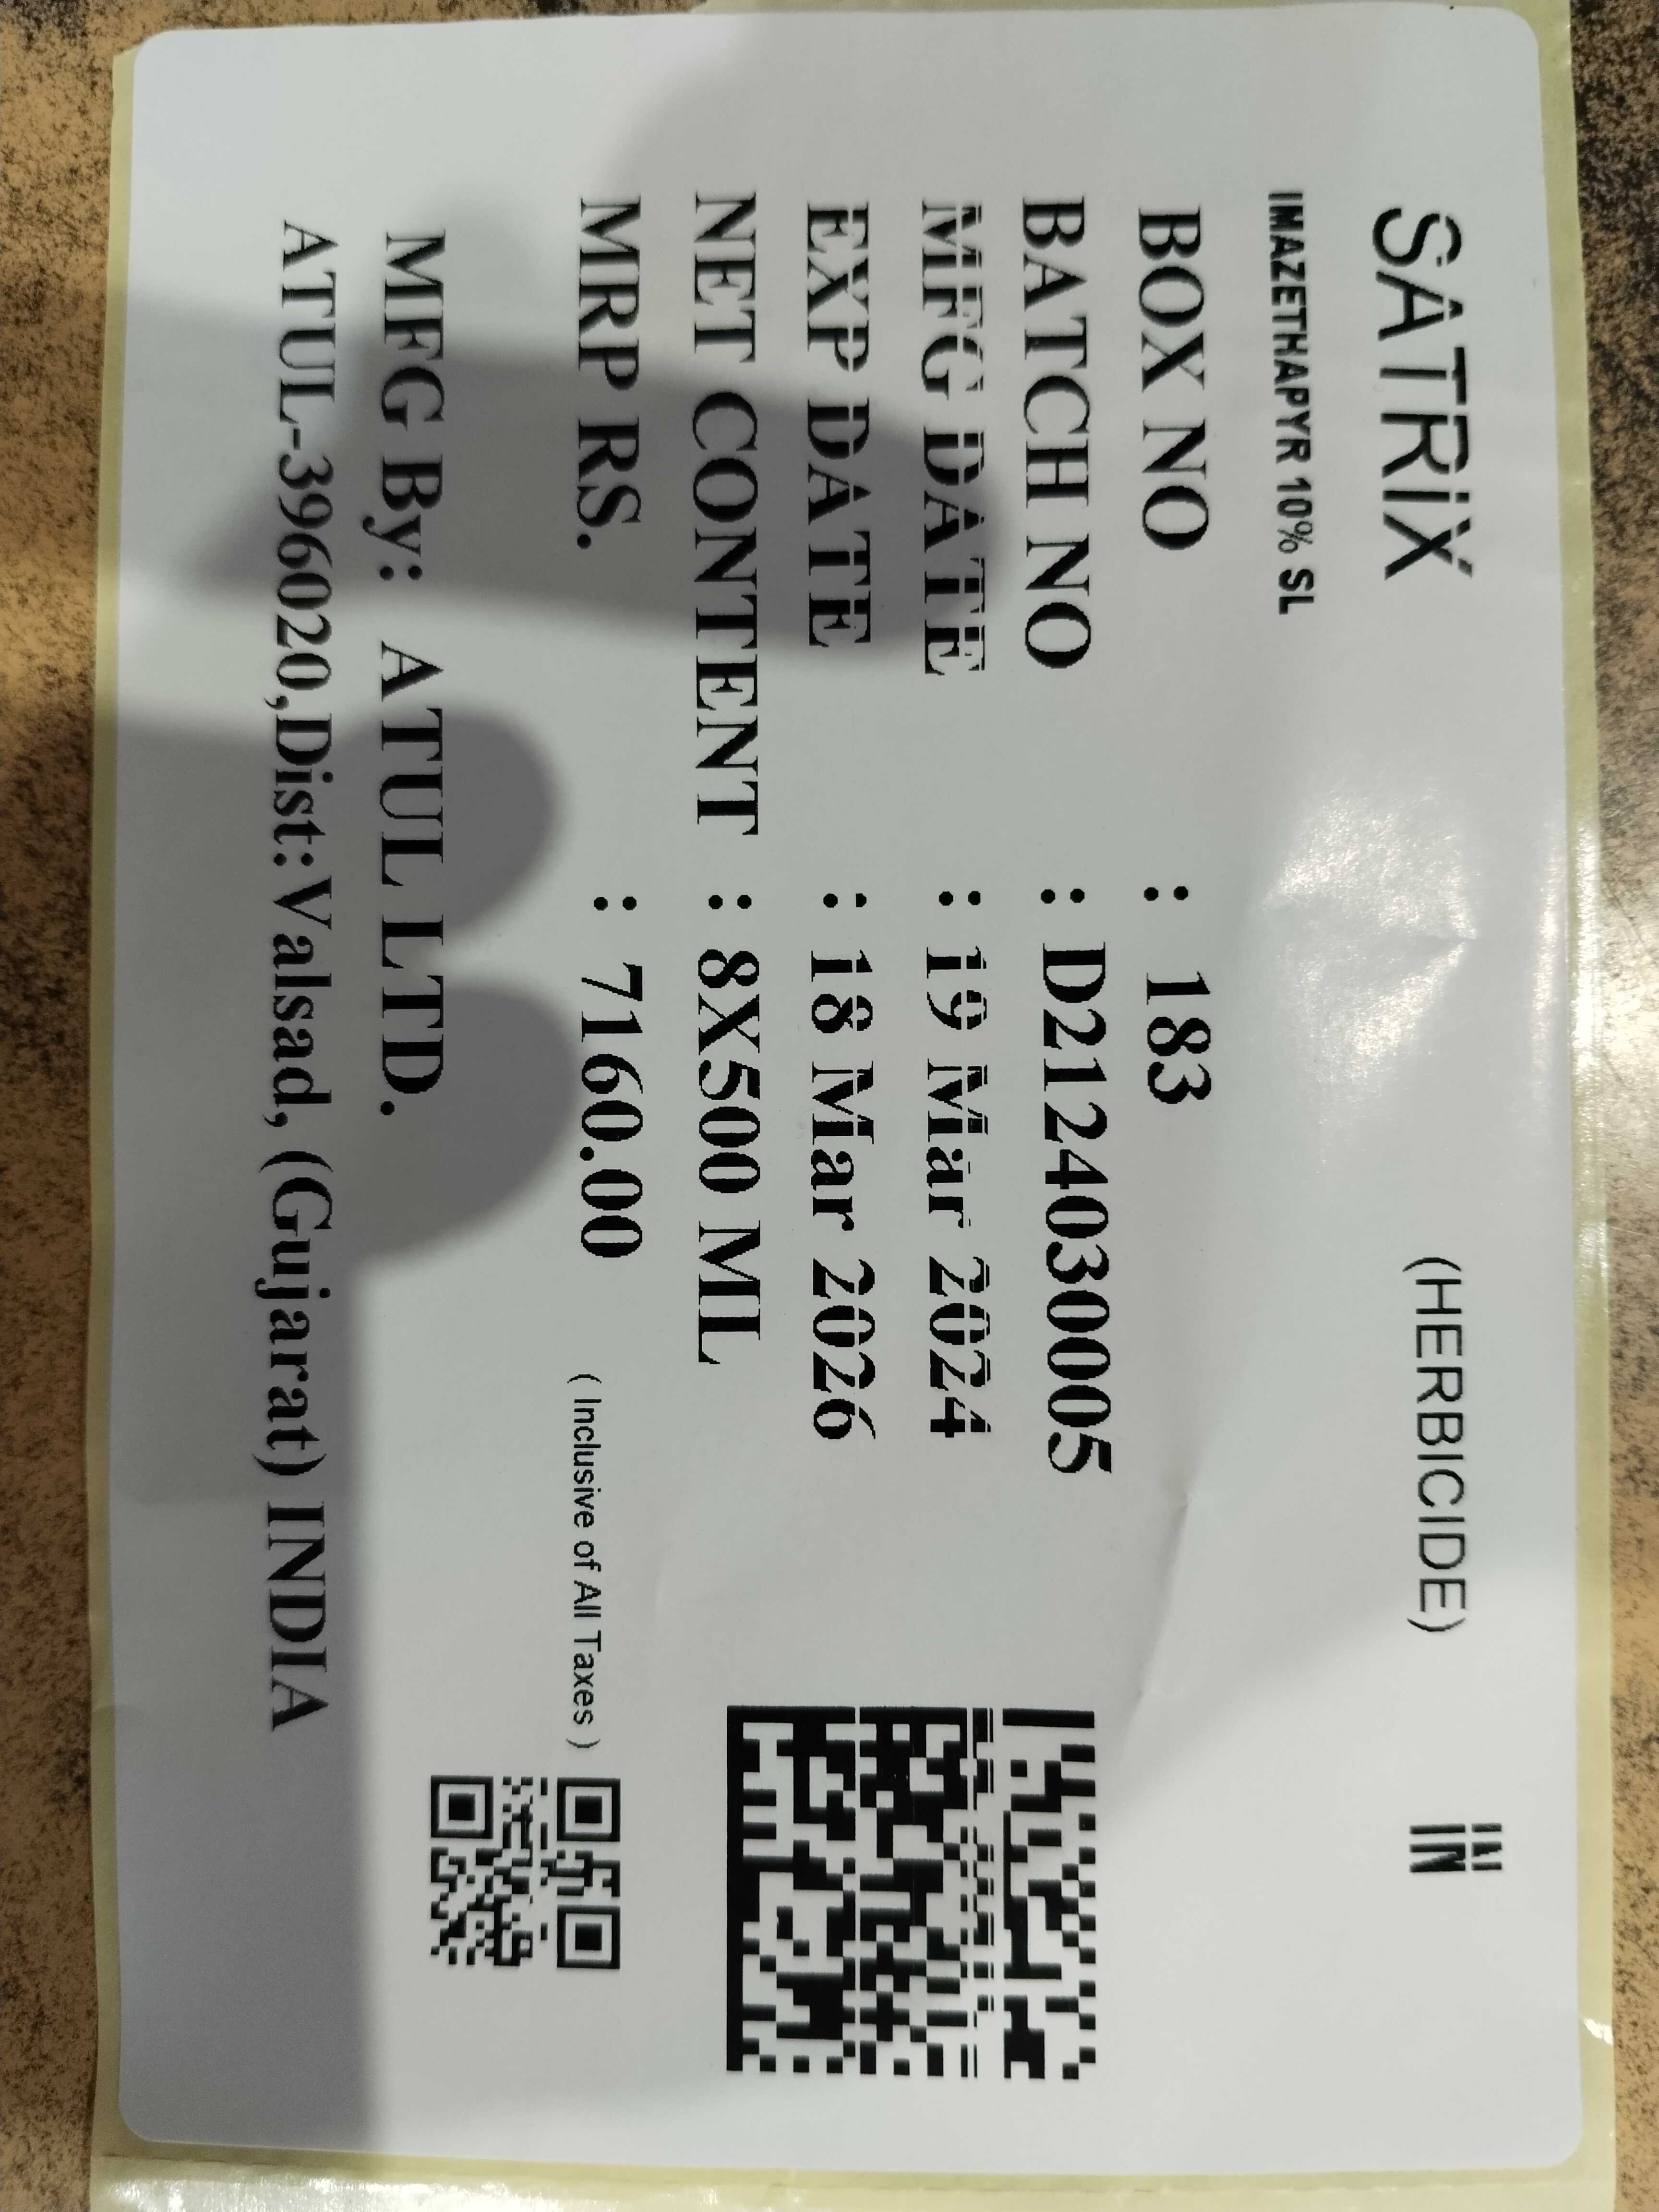 SATRiX (HERBICIDE) IN
IMAZETHAPYR 10% SL
BOX NO : 183
BATCH NO : D2124030005
MFG DATE : 19 Mar 2024
EXP DATE : 18 Mar 2026
NET CONTENT : 8X500 ML
MRP RS. : 7160.00 ( Inclusive of All Taxes )
MFG By: ATUL LTD.
ATUL-396020,Dist:Valsad, (Gujarat) INDIA